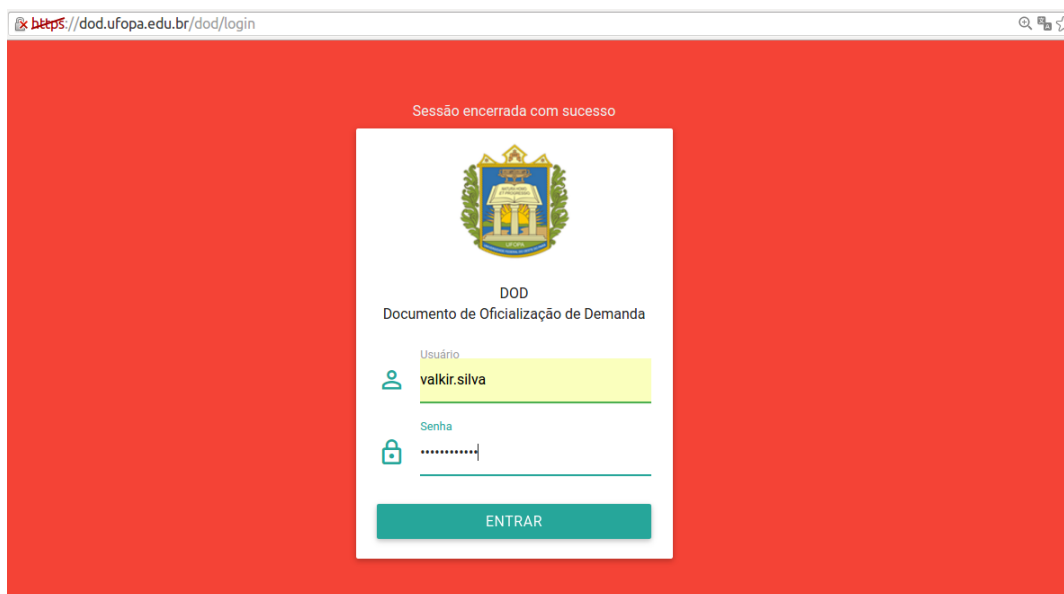 https://dod.ufopa.edu.br/dod/login
Sessão encerrada com sucesso
UFOPA
DOD
Documento de Oficialização de Demanda
Usuário
valkir.silva
Senha
••••••••••••
ENTRAR